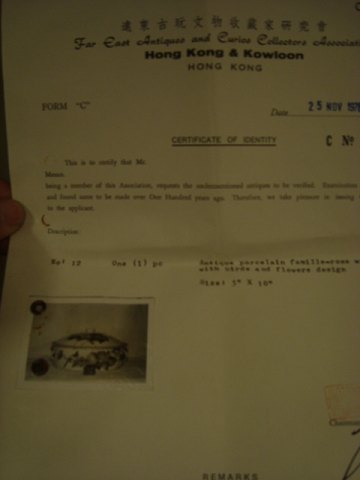 遠東古玩文物收藏家研究會
Far East Antiques and Curios Collectors Associat
Hong Kong & Kowloon
HONG KONG
FORM "C"
Date 25 NOV 197
CERTIFICATE OF IDENTITY
C No
This is to certify that Mr.
Messrs.
being a member of this Association, requests the undermentioned antiques to be verified. Examination
and found same to be made over One Hundred years ago. Therefore, we take pleasure in issuing
to the applicant.
Description:
No: 12 One (1) pc Antique porcelain famille-rose w
with birds and flowers design
Size: 3" X 10"
Chairman
REMARKS